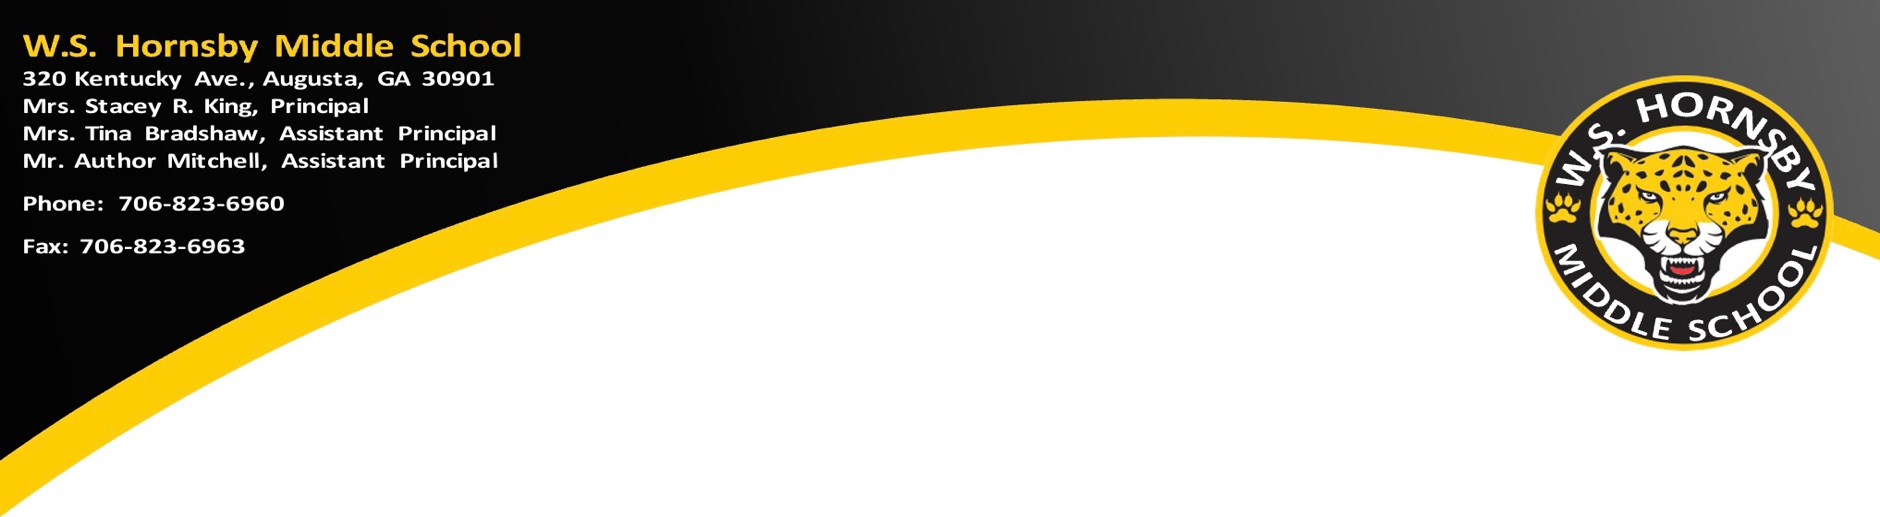 W.S. Hornsby Middle School
320 Kentucky Ave., Augusta, GA 30901
Mrs. Stacey R. King, Principal
Mrs. Tina Bradshaw, Assistant Principal
Mr. Author Mitchell, Assistant Principal
Phone: 706-823-6960
Fax: 706-823-6963
W.S. HORNSBY
MIDDLE SCHOOL